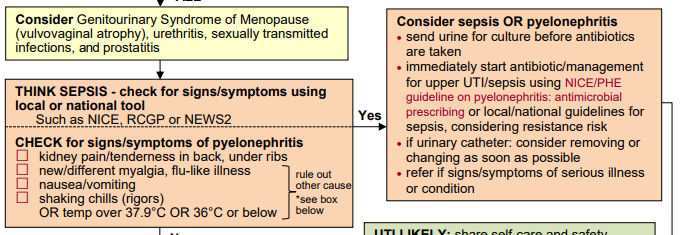 Consider Genitourinary Syndrome of Menopause
(vulvovaginal atrophy), urethritis, sexually transmitted
infections, and prostatitis
THINK SEPSIS - check for signs/symptoms using
local or national tool
Such as NICE, RCGP or NEWS2
CHECK for signs/symptoms of pyelonephritis
kidney pain/tenderness in back, under ribs
new/different myalgia, flu-like illness
nausea/vomiting
shaking chills (rigors)
OR temp over 37.9°C OR 36°C or below
rule out
other cause
*see box
below
Yes
Consider sepsis OR pyelonephritis
• send urine for culture before antibiotics
are taken
• immediately start antibiotic/management
for upper UTI/sepsis using NICE/PHE
guideline on pyelonephritis: antimicrobial
prescribing or local/national guidelines for
sepsis, considering resistance risk
• if urinary catheter: consider removing or
changing as soon as possible
• refer if signs/symptoms of serious illness
or condition
UTI LIKELY: share self-care and safety